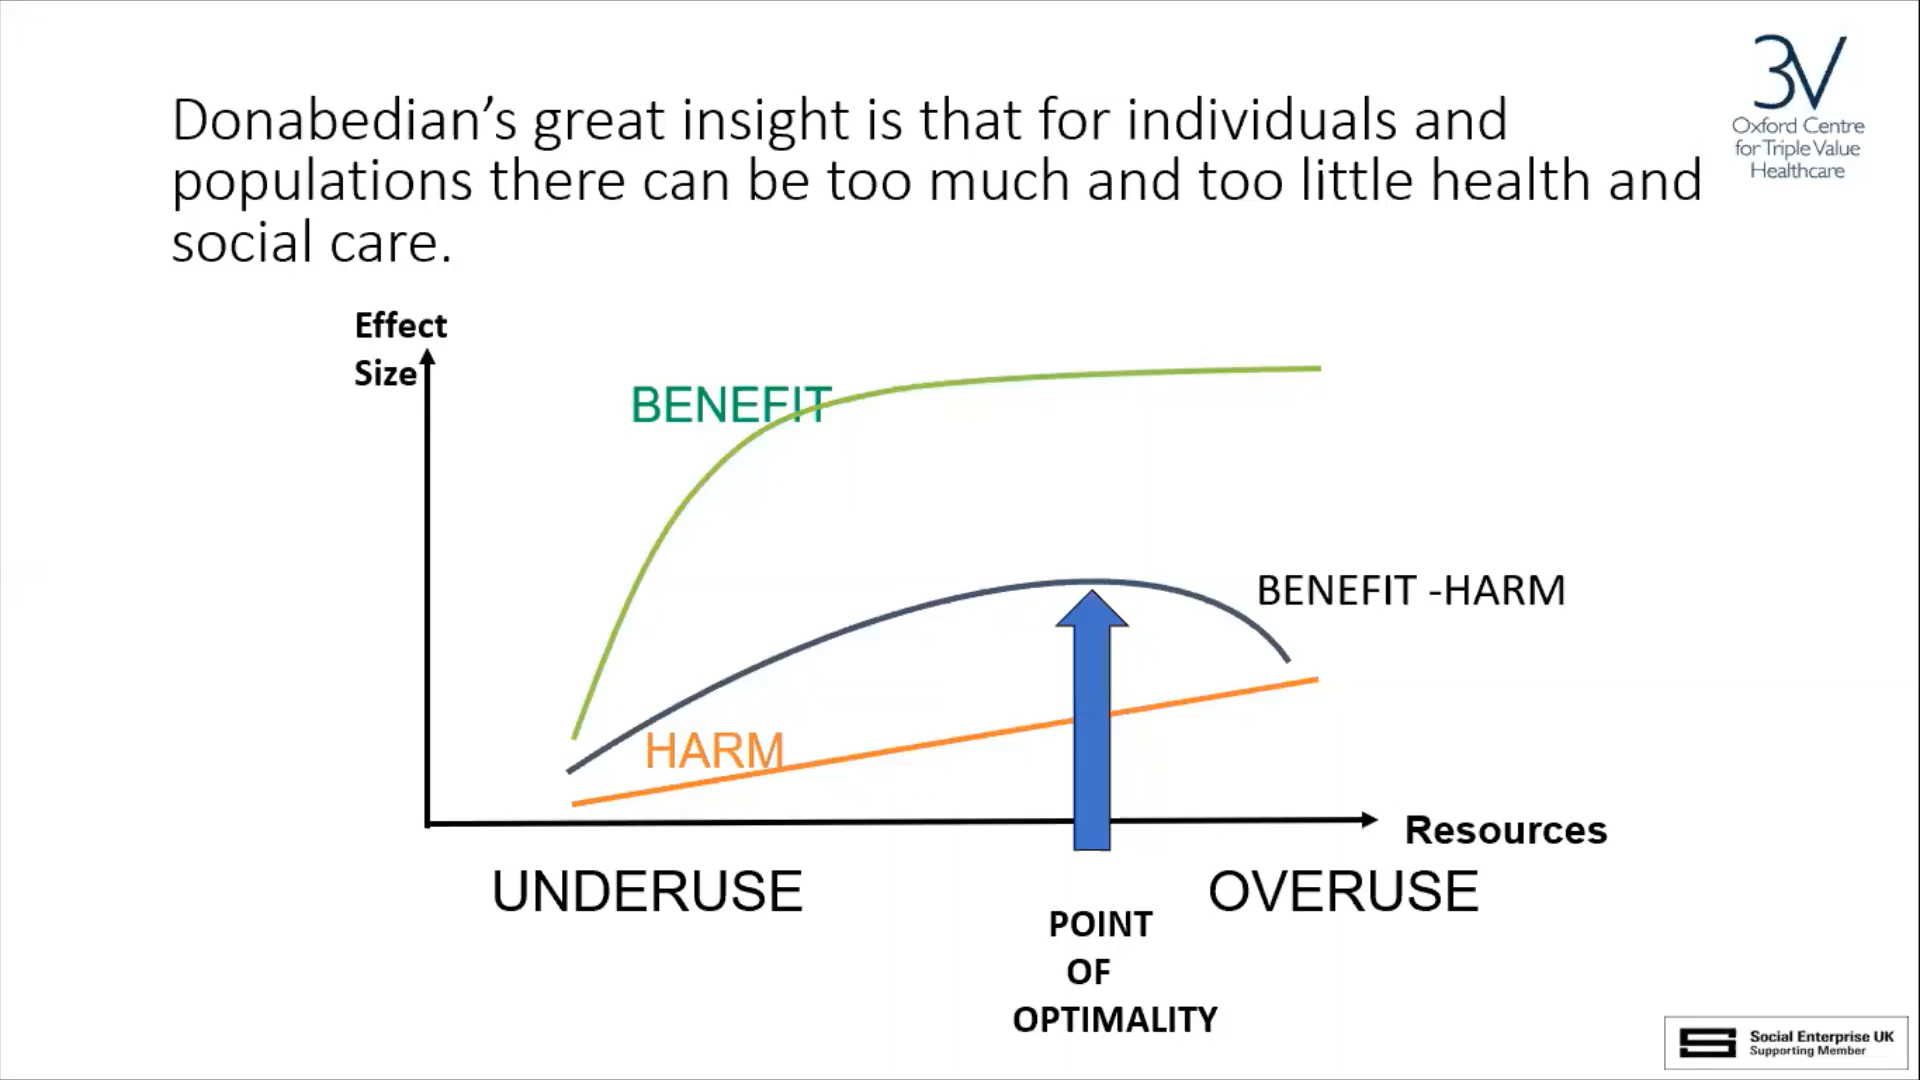 3V
Oxford Centre
for Triple Value
Healthcare
Donabedian’s great insight is that for individuals and
populations there can be too much and too little health and
social care.
Effect
Size
BENEFIT
BENEFIT -HARM
HARM
Resources
UNDERUSE
OVERUSE
POINT
OF
OPTIMALITY
Social Enterprise UK
Supporting Member